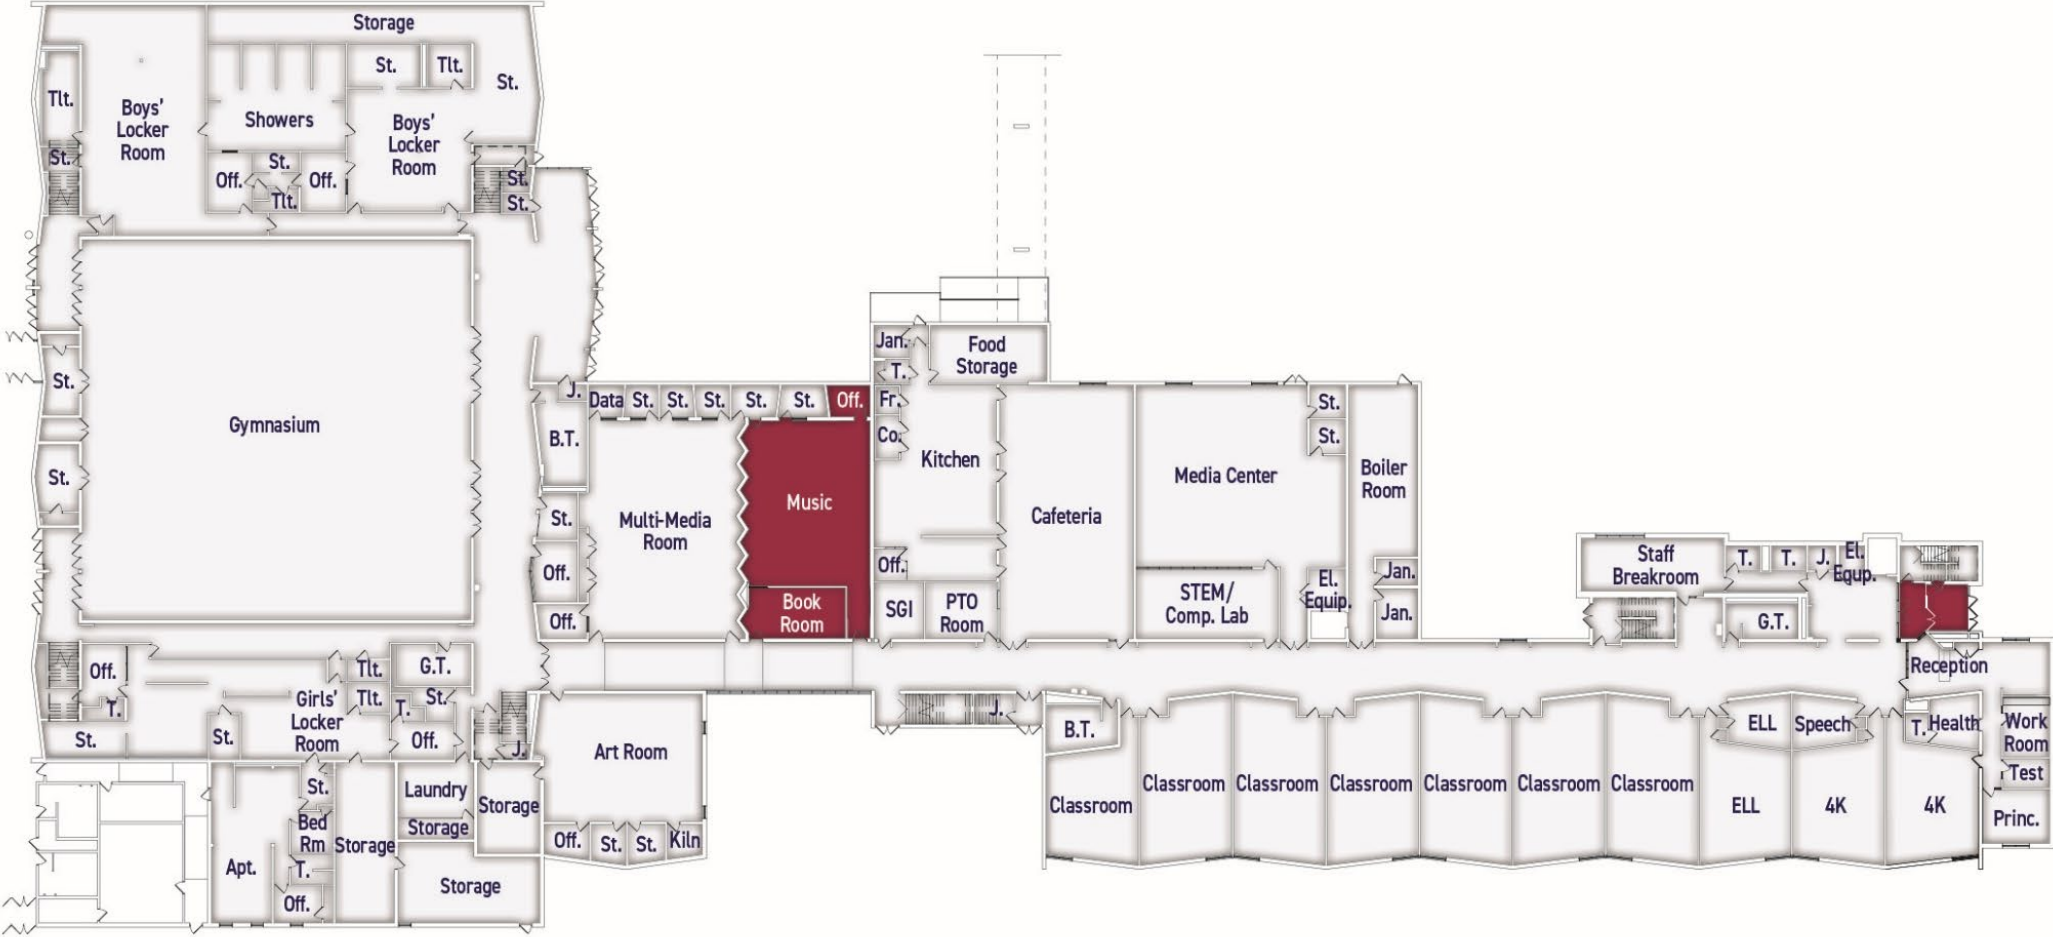 Storage
St.
Tlt.
St.
Tlt.
Boys'
Locker
Room
Showers
Boys'
Locker
Room
St.
St.
Off.
Off.
Tlt.
St.
St.
Gymnasium
St.
St.
J.
Data
St.
St.
St.
St.
St.
Off.
B.T.
St.
Off.
Off.
Multi-Media
Room
Music
Book
Room
Jan.
T.
Food
Storage
Fr.
Co.
Kitchen
Off.
SGI
PTO
Room
Cafeteria
Media Center
St.
St.
Boiler
Room
STEM/
Comp. Lab
El.
Equip.
Jan.
Jan.
Staff
Breakroom
T.
T.
J.
El.
Equp.
G.T.
Reception
Off.
T.
St.
St.
Girls'
Locker
Room
Tlt.
Tlt.
G.T.
T.
St.
Off.
J.
Art Room
Off.
St.
St.
Kiln
Apt.
St.
Bed
Rm
T.
Off.
Storage
Laundry
Storage
Storage
Storage
J.
B.T.
Classroom
Classroom
Classroom
Classroom
Classroom
Classroom
Classroom
ELL
Speech
ELL
4K
4K
T.
Health
Work
Room
Test
Princ.